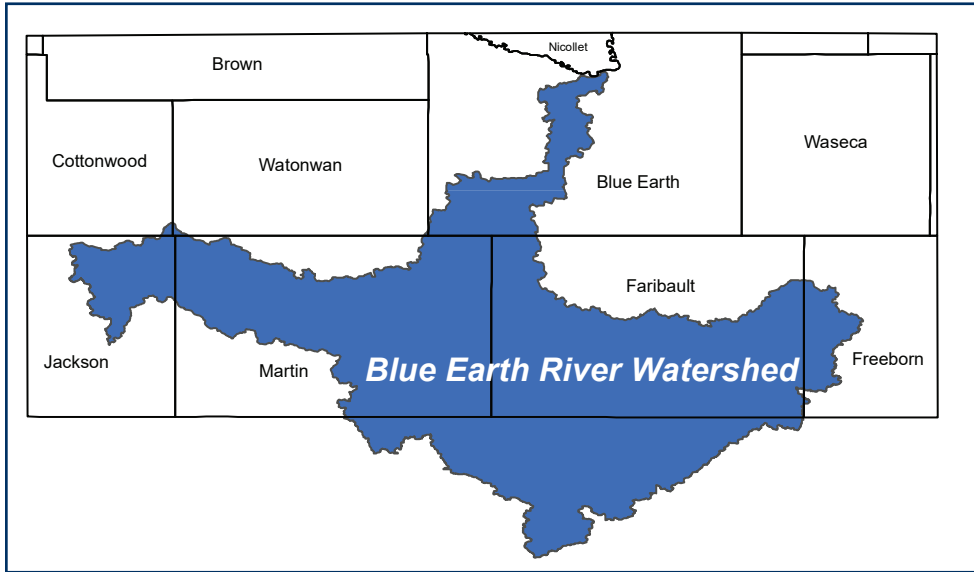 Nicollet
Brown
Waseca
Cottonwood
Watonwan
Blue Earth
Faribault
Jackson
Martin
Blue Earth River Watershed
Freeborn